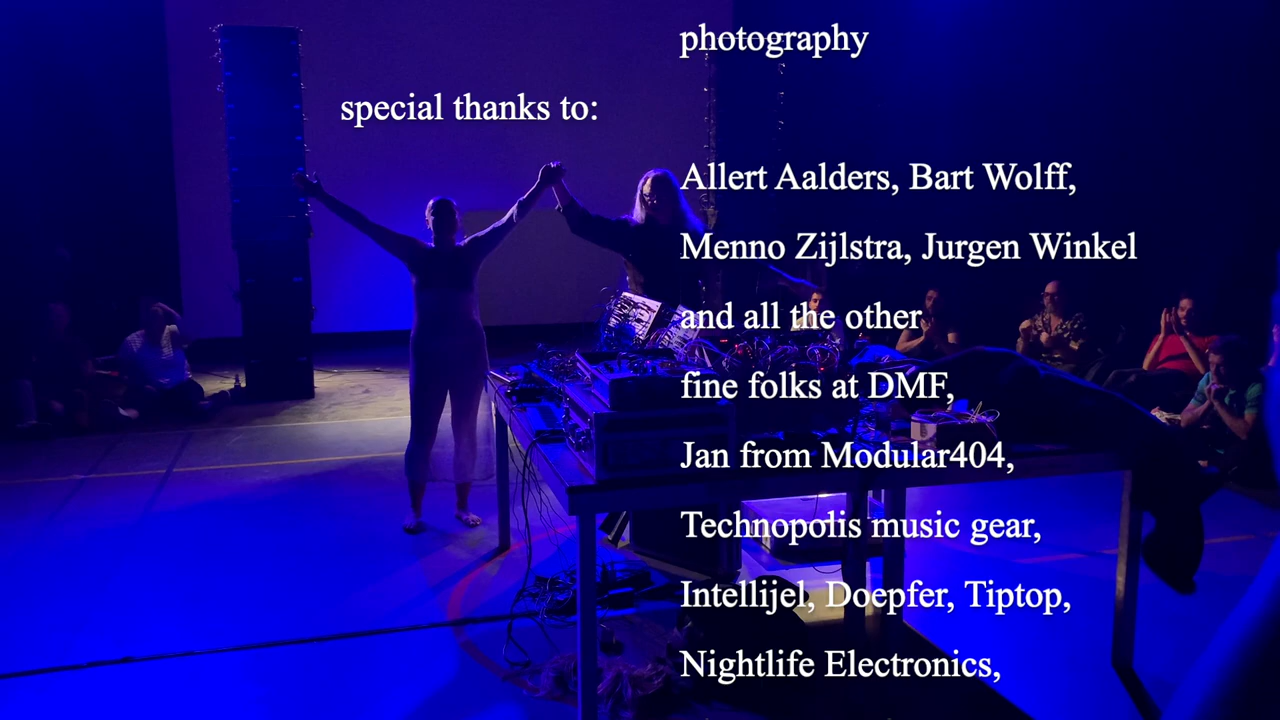 photography
special thanks to:
Allert Aalders, Bart Wolff,
Menno Zijlstra, Jurgen Winkel
and all the other
fine folks at DMF,
Jan from Modular404,
Technopolis music gear,
Intellijel, Doepfer, Tiptop,
Nightlife Electronics,